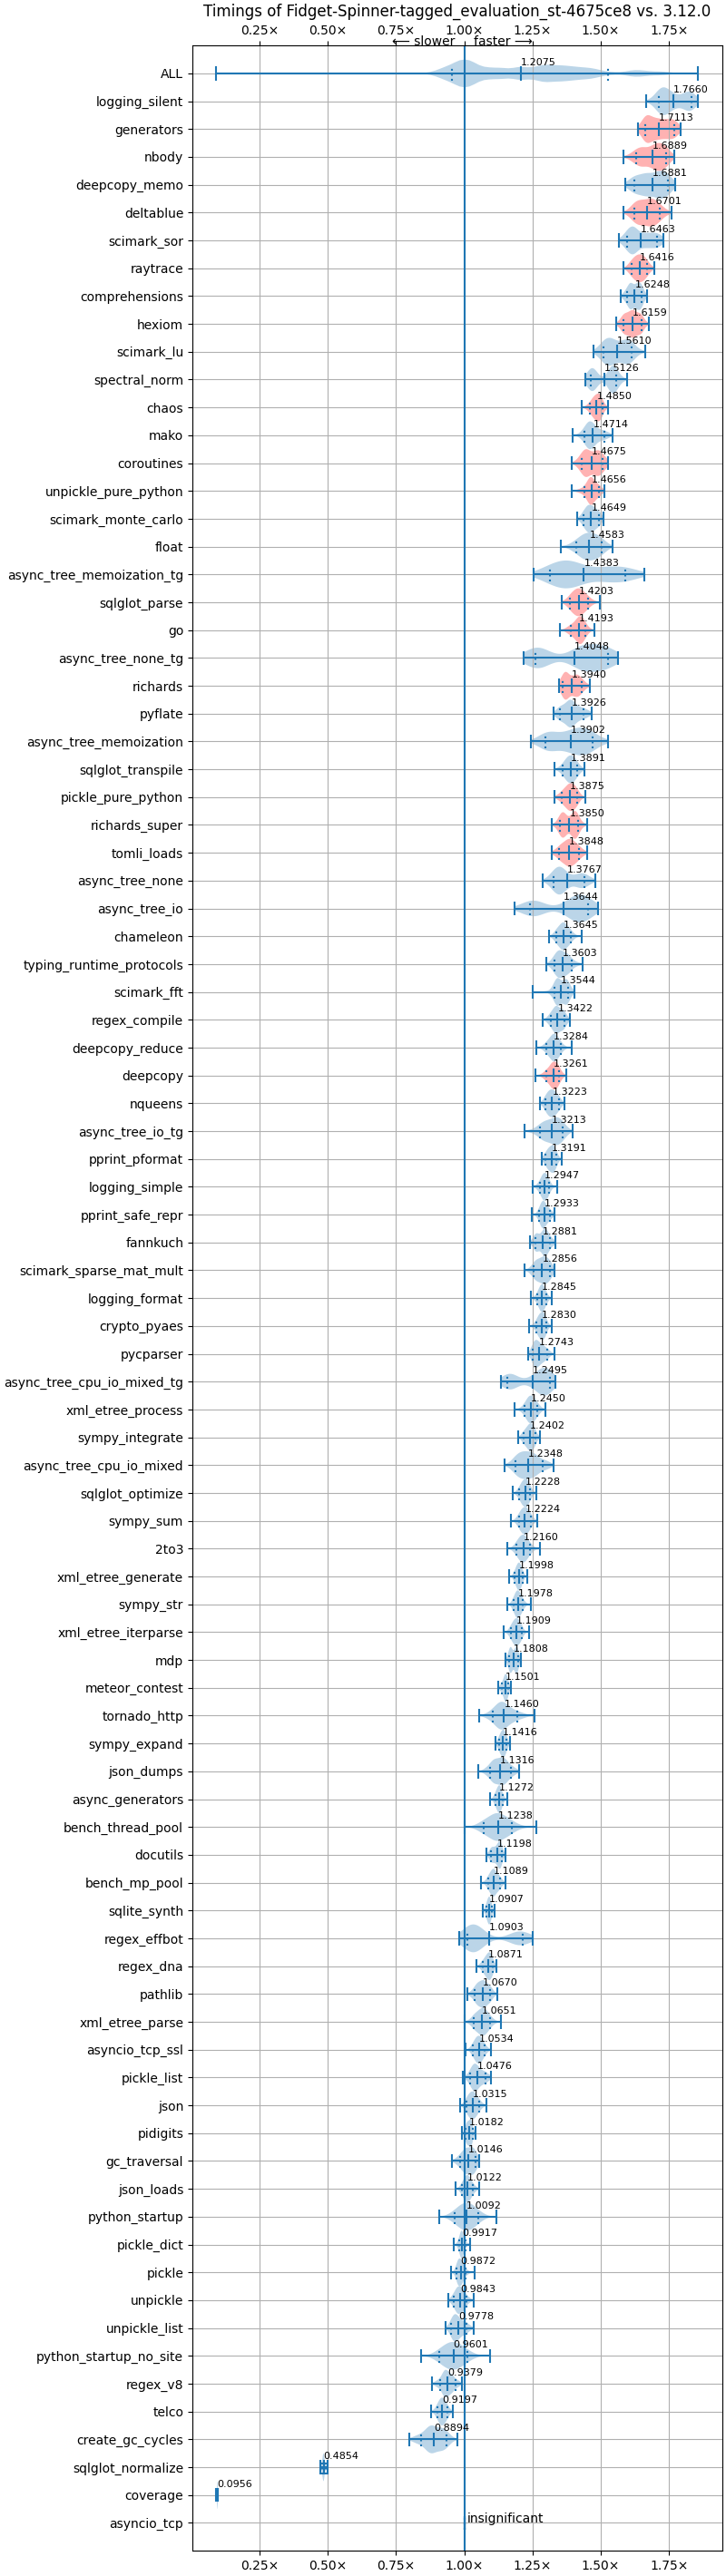 Timings of Fidget-Spinner-tagged_evaluation_st-4675ce8 vs. 3.12.0
0.25× 0.50× 0.75× 1.00× 1.25× 1.50× 1.75×
⟵ slower faster ⟶
ALL 1.2075
logging_silent 1.7660
generators 1.7113
nbody 1.6889
deepcopy_memo 1.6881
deltablue 1.6701
scimark_sor 1.6463
raytrace 1.6416
comprehensions 1.6248
hexiom 1.6159
scimark_lu 1.5610
spectral_norm 1.5126
chaos 1.4850
mako 1.4714
coroutines 1.4675
unpickle_pure_python 1.4656
scimark_monte_carlo 1.4649
float 1.4583
async_tree_memoization_tg 1.4383
sqlglot_parse 1.4203
go 1.4193
async_tree_none_tg 1.4048
richards 1.3940
pyflate 1.3926
async_tree_memoization 1.3902
sqlglot_transpile 1.3891
pickle_pure_python 1.3875
richards_super 1.3850
tomli_loads 1.3848
async_tree_none 1.3767
async_tree_io 1.3644
chameleon 1.3645
typing_runtime_protocols 1.3603
scimark_fft 1.3544
regex_compile 1.3422
deepcopy_reduce 1.3284
deepcopy 1.3261
nqueens 1.3223
async_tree_io_tg 1.3213
pprint_pformat 1.3191
logging_simple 1.2947
pprint_safe_repr 1.2933
fannkuch 1.2881
scimark_sparse_mat_mult 1.2856
logging_format 1.2845
crypto_pyaes 1.2830
pycparser 1.2743
async_tree_cpu_io_mixed_tg 1.2495
xml_etree_process 1.2450
sympy_integrate 1.2402
async_tree_cpu_io_mixed 1.2348
sqlglot_optimize 1.2228
sympy_sum 1.2224
2to3 1.2160
xml_etree_generate 1.1998
sympy_str 1.1978
xml_etree_iterparse 1.1909
mdp 1.1808
meteor_contest 1.1501
tornado_http 1.1460
sympy_expand 1.1416
json_dumps 1.1316
async_generators 1.1272
bench_thread_pool 1.1238
docutils 1.1198
bench_mp_pool 1.1089
sqlite_synth 1.0907
regex_effbot 1.0903
regex_dna 1.0871
pathlib 1.0670
xml_etree_parse 1.0651
asyncio_tcp_ssl 1.0534
pickle_list 1.0476
json 1.0315
pidigits 1.0182
gc_traversal 1.0146
json_loads 1.0122
python_startup 1.0092
pickle_dict 0.9917
pickle 0.9872
unpickle 0.9843
unpickle_list 0.9778
python_startup_no_site 0.9601
regex_v8 0.9379
telco 0.9197
create_gc_cycles 0.8894
sqlglot_normalize 0.4854
coverage 0.0956
asyncio_tcp insignificant
0.25× 0.50× 0.75× 1.00× 1.25× 1.50× 1.75×